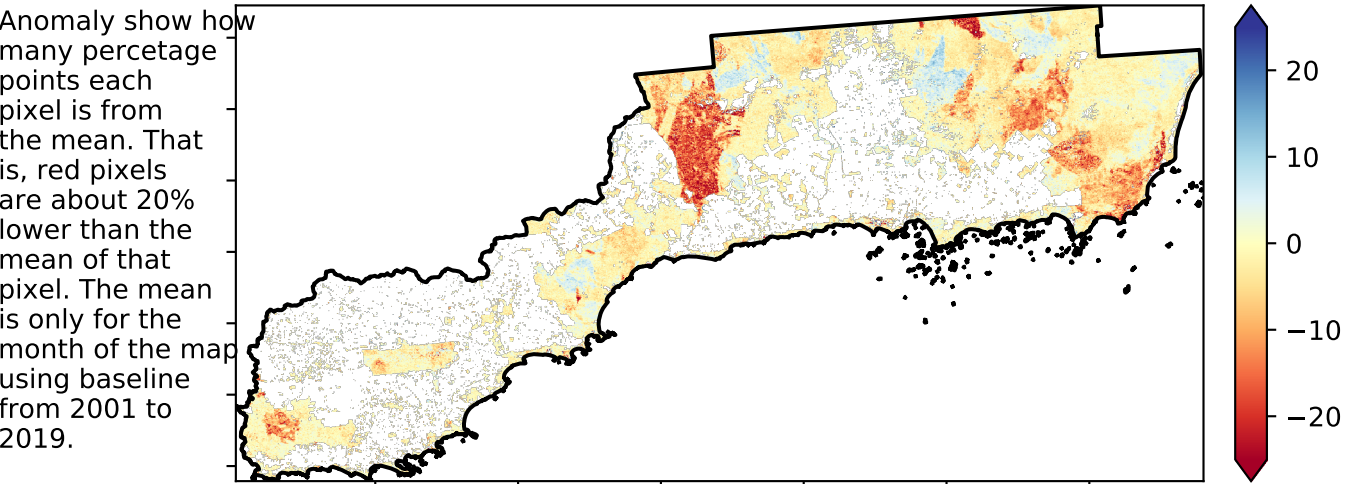 Anomaly show how
many percetage
points each
pixel is from
the mean. That
is, red pixels
are about 20%
lower than the
mean of that
pixel. The mean
is only for the
month of the map
using baseline
from 2001 to
2019.
20
10
0
−10
−20